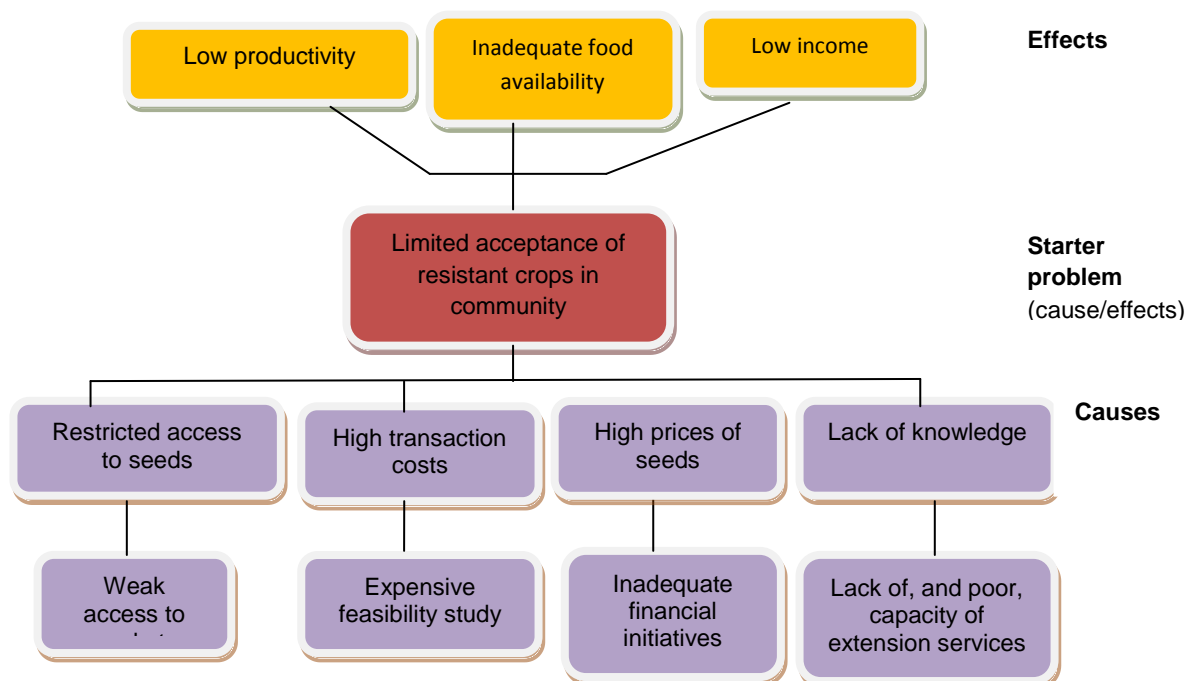 Low productivity
Inadequate food
availability
Low income
Effects
Limited acceptance of
resistant crops in
community
Starter
problem
(cause/effects)
Restricted access
to seeds
High transaction
costs
High prices of
seeds
Lack of knowledge
Causes
Weak
access to
Expensive
feasibility study
Inadequate
financial
initiatives
Lack of, and poor,
capacity of
extension services